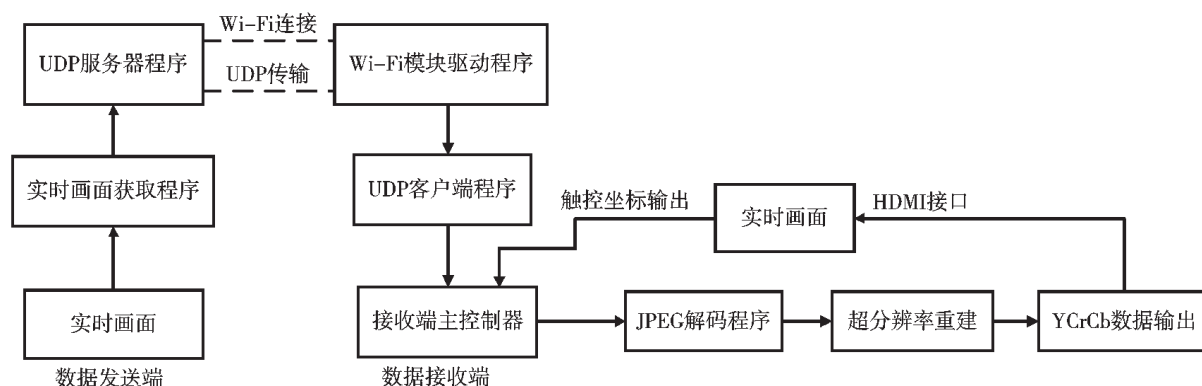 Wi-Fi连接
UDP服务器程序
Wi-Fi模块驱动程序
UDP传输
实时画面获取程序
UDP客户端程序
触控坐标输出
实时画面
HDMI接口
实时画面
接收端主控制器
JPEG解码程序
超分辨率重建
YCrCb数据输出
数据发送端
数据接收端